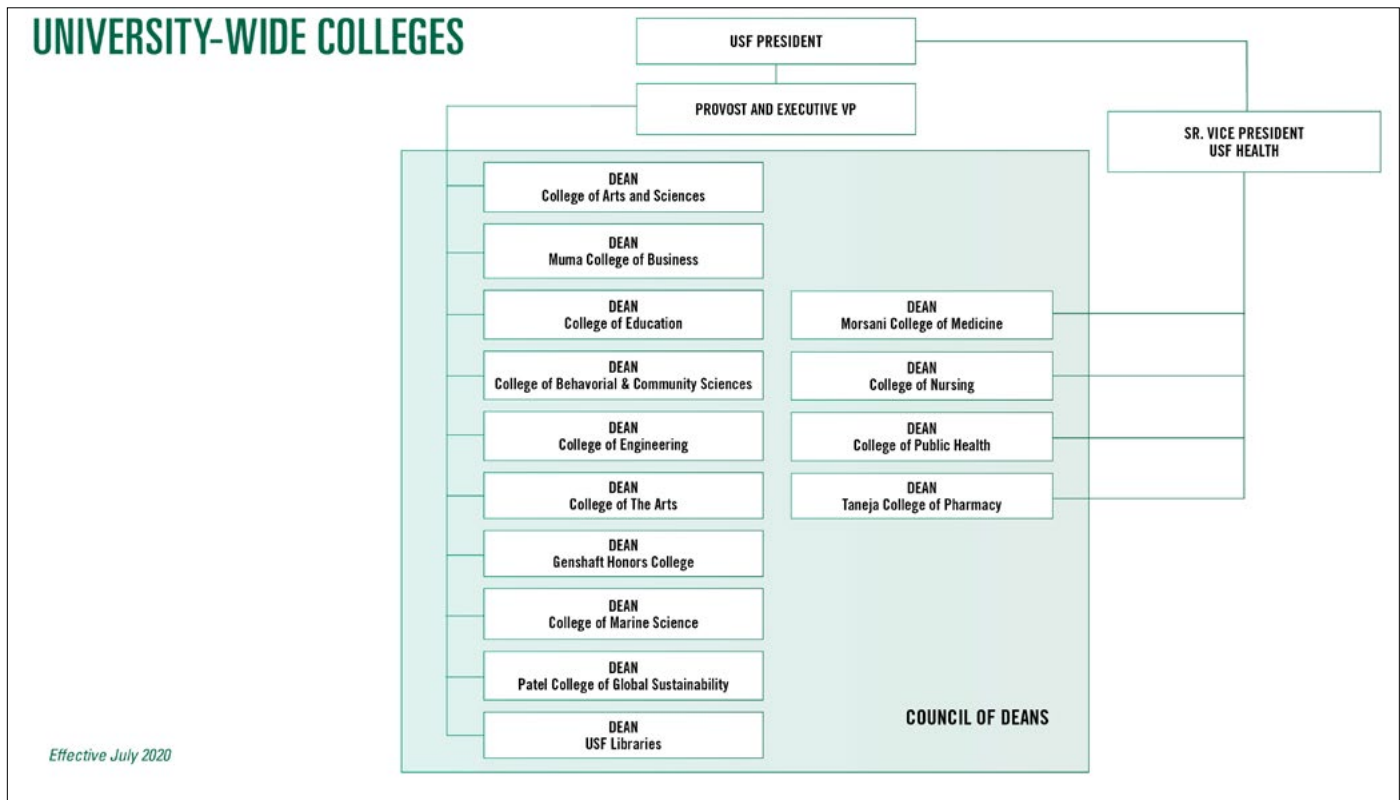 UNIVERSITY-WIDE COLLEGES
USF PRESIDENT
PROVOST AND EXECUTIVE VP
SR. VICE PRESIDENT
USF HEALTH
DEAN
College of Arts and Sciences
DEAN
Muma College of Business
DEAN
College of Education
DEAN
College of Behavorial & Community Sciences
DEAN
College of Engineering
DEAN
College of The Arts
DEAN
Genshaft Honors College
DEAN
College of Marine Science
DEAN
Patel College of Global Sustainability
DEAN
USF Libraries
DEAN
Morsani College of Medicine
DEAN
College of Nursing
DEAN
College of Public Health
DEAN
Taneja College of Pharmacy
COUNCIL OF DEANS
Effective July 2020